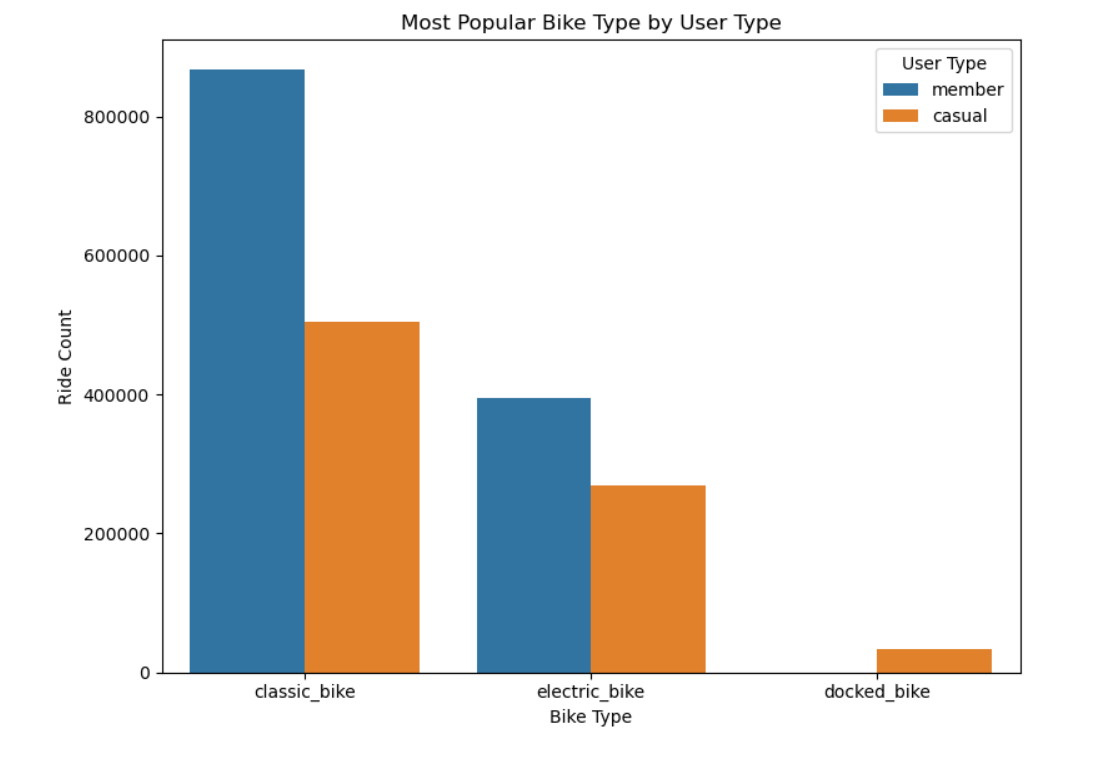 Most Popular Bike Type by User Type
User Type
member
casual
800000
600000
400000
200000
0
Ride Count
classic_bike
electric_bike
docked_bike
Bike Type